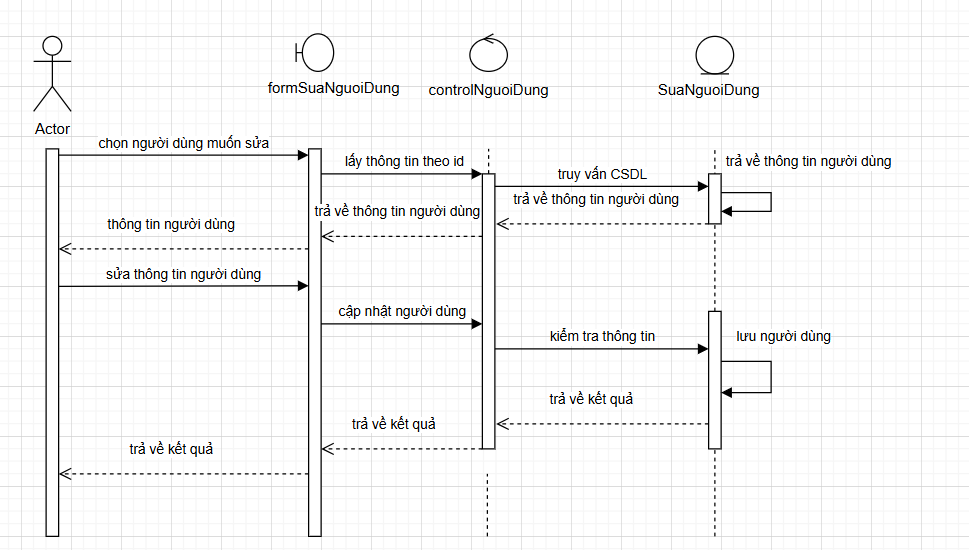 formSuaNguoiDung
controlNguoiDung
SuaNguoiDung
Actor
chọn người dùng muốn sửa
lấy thông tin theo id
trả về thông tin người dùng
truy vấn CSDL
trả về thông tin người dùng
trả về thông tin người dùng
thông tin người dùng
sửa thông tin người dùng
cập nhật người dùng
kiểm tra thông tin
lưu người dùng
trả về kết quả
trả về kết quả
trả về kết quả